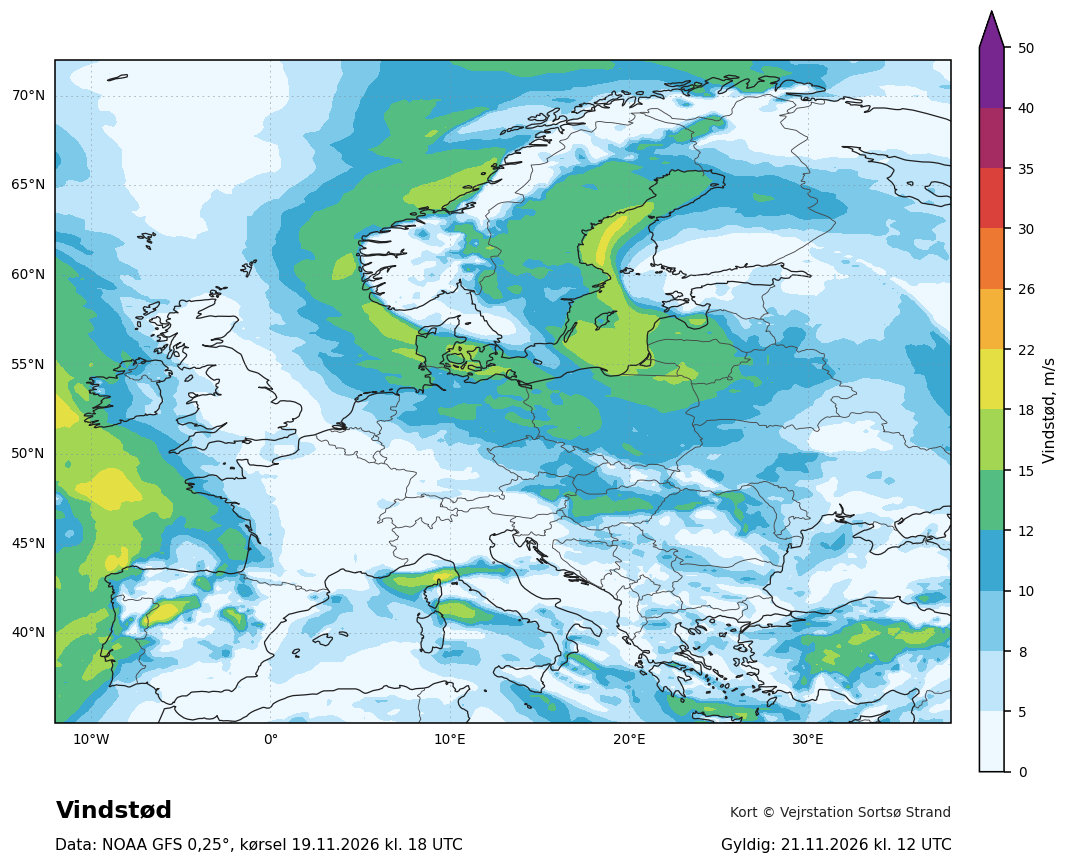 70°N
65°N
60°N
55°N
50°N
45°N
40°N
10°W 0° 10°E 20°E 30°E
50
40
35
30
26
22
18
15
12
10
8
5
0
Vindstød, m/s
Vindstød
Kort © Vejrstation Sortsø Strand
Data: NOAA GFS 0,25°, kørsel 19.11.2026 kl. 18 UTC
Gyldig: 21.11.2026 kl. 12 UTC